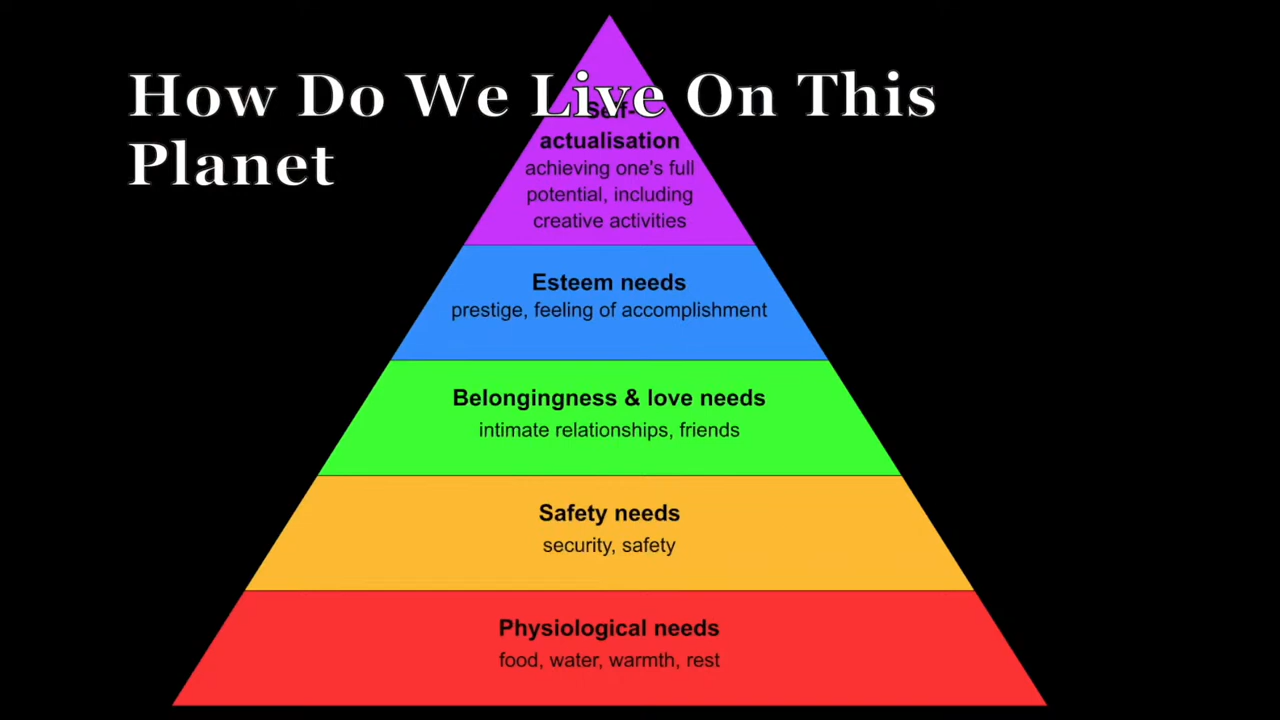 How Do We Live On This
Planet
Self-
actualisation
achieving one's full
potential, including
creative activities
Esteem needs
prestige, feeling of accomplishment
Belongingness & love needs
intimate relationships, friends
Safety needs
security, safety
Physiological needs
food, water, warmth, rest